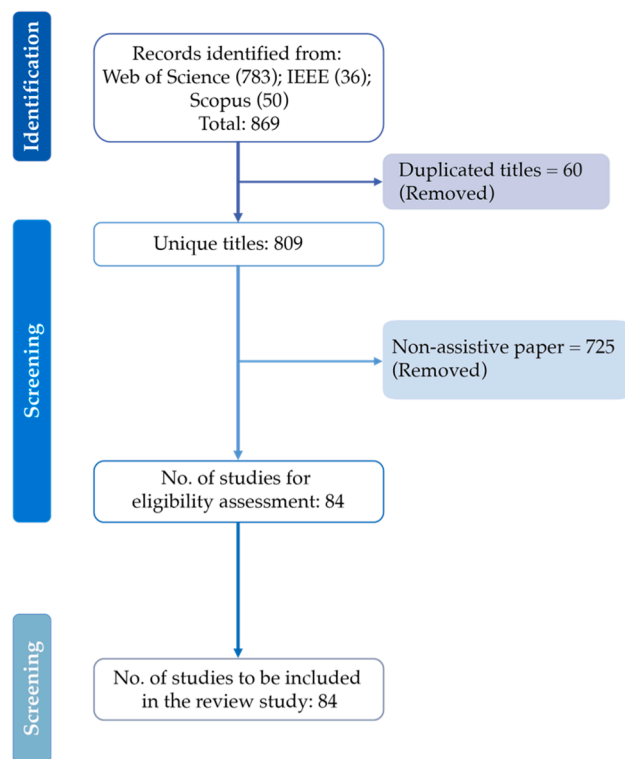 Identification
Records identified from:
Web of Science (783); IEEE (36);
Scopus (50)
Total: 869
Duplicated titles = 60
(Removed)
Screening
Unique titles: 809
Non-assistive paper = 725
(Removed)
No. of studies for
eligibility assessment: 84
Screening
No. of studies to be included
in the review study: 84